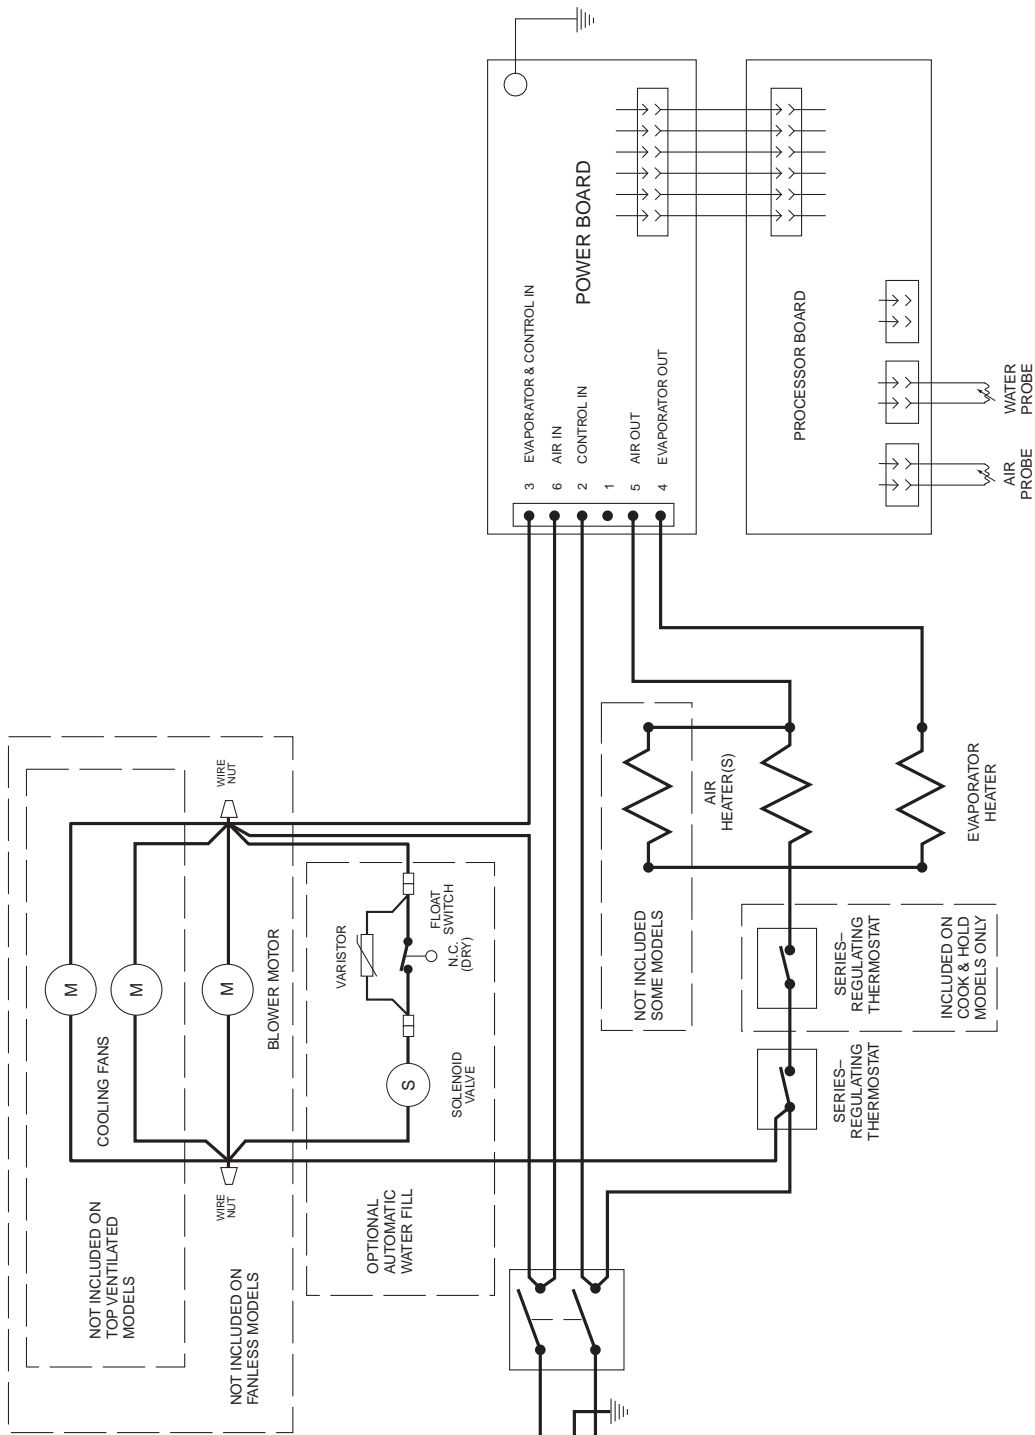 POWER BOARD
3 EVAPORATOR & CONTROL IN
6 AIR IN
2 CONTROL IN
1
5 AIR OUT
4 EVAPORATOR OUT
PROCESSOR BOARD
WATER
PROBE
AIR
PROBE
WIRE
NUT
M
M
M
COOLING FANS
BLOWER MOTOR
WIRE
NUT
NOT INCLUDED ON
TOP VENTILATED
MODELS
NOT INCLUDED ON
FANLESS MODELS
VARISTOR
FLOAT
SWITCH
N.C.
(DRY)
S
SOLENOID
VALVE
OPTIONAL
AUTOMATIC
WATER FILL
AIR
HEATER(S)
EVAPORATOR
HEATER
NOT INCLUDED
SOME MODELS
SERIES–
REGULATING
THERMOSTAT
INCLUDED ON
COOK & HOLD
MODELS ONLY
SERIES–
REGULATING
THERMOSTAT